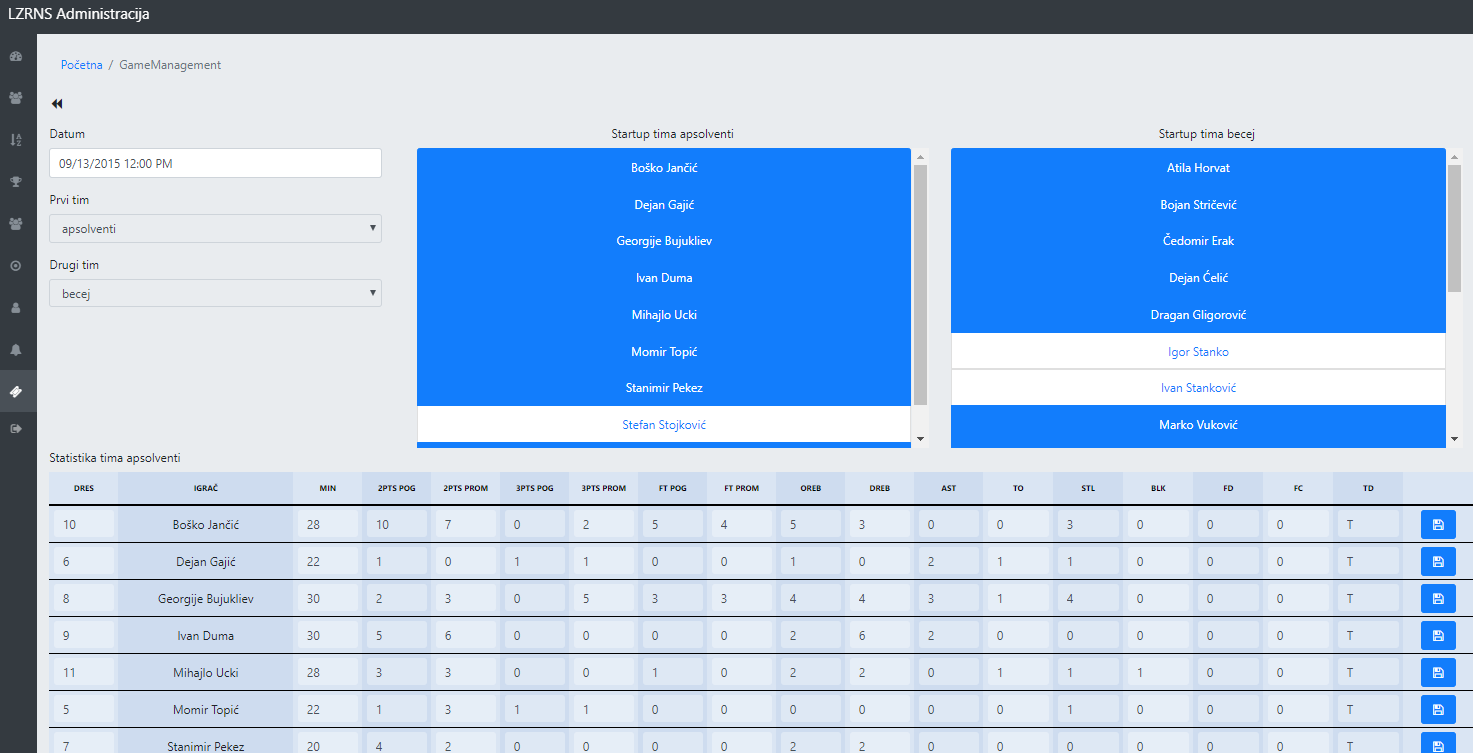 LZRNS Administracija
Početna / GameManagement
Datum
09/13/2015 12:00 PM
Prvi tim
apsolventi
Drugi tim
becej
Startup tima apsolventi
Boško Jančić
Dejan Gajić
Georgije Bujukliev
Ivan Duma
Mihajlo Ucki
Momir Topić
Stanimir Pekez
Stefan Stojković
Startup tima becej
Atila Horvat
Bojan Stričević
Čedomir Erak
Dejan Ćelić
Dragan Gligorović
Igor Stanko
Ivan Stanković
Marko Vuković
Statistika tima apsolventi
DRES IGRAČ MIN 2PTS POG 2PTS PROM 3PTS POG 3PTS PROM FT POG FT PROM OREB DREB AST TO STL BLK FD FC TD
10 Boško Jančić 28 10 7 0 2 5 4 5 3 0 0 3 0 0 0 T
6 Dejan Gajić 22 1 0 1 1 0 0 1 0 2 1 1 0 0 0 T
8 Georgije Bujukliev 30 2 3 0 5 3 3 4 4 3 1 4 0 0 0 T
9 Ivan Duma 30 5 6 0 0 0 0 2 6 2 0 0 0 0 0 T
11 Mihajlo Ucki 28 3 3 0 0 1 0 2 2 0 1 1 1 0 0 T
5 Momir Topić 22 1 3 1 1 0 0 0 0 0 0 1 0 0 0 T
7 Stanimir Pekez 20 4 2 0 0 0 0 2 2 0 0 0 0 0 0 T